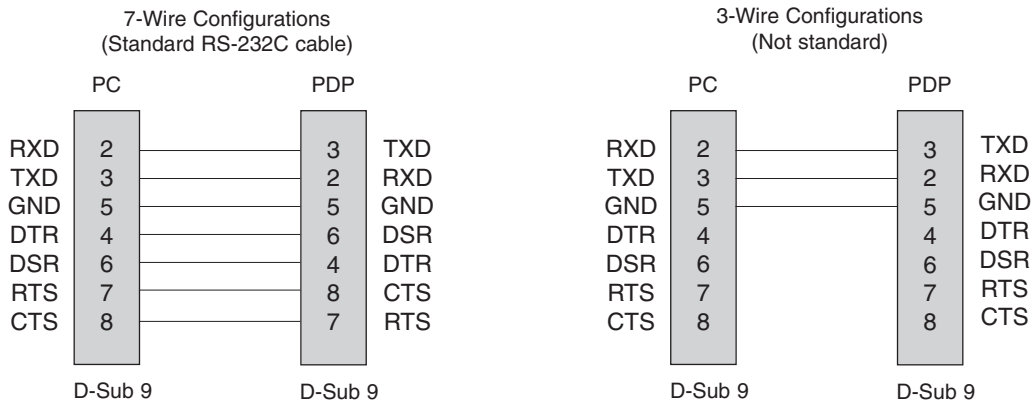 7-Wire Configurations
(Standard RS-232C cable)
PC PDP
RXD 2 3 TXD
TXD 3 2 RXD
GND 5 5 GND
DTR 4 6 DSR
DSR 6 4 DTR
RTS 7 8 CTS
CTS 8 7 RTS
D-Sub 9 D-Sub 9
3-Wire Configurations
(Not standard)
PC PDP
RXD 2 3 TXD
TXD 3 2 RXD
GND 5 5 GND
DTR 4 4 DTR
DSR 6 6 DSR
RTS 7 7 RTS
CTS 8 8 CTS
D-Sub 9 D-Sub 9